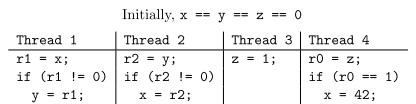 Initially, x == y == z == 0
Thread 1 Thread 2 Thread 3 Thread 4
r1 = x; r2 = y; z = 1; r0 = z;
if (r1 != 0) if (r2 != 0) if (r0 == 1)
y = r1; x = r2; x = 42;